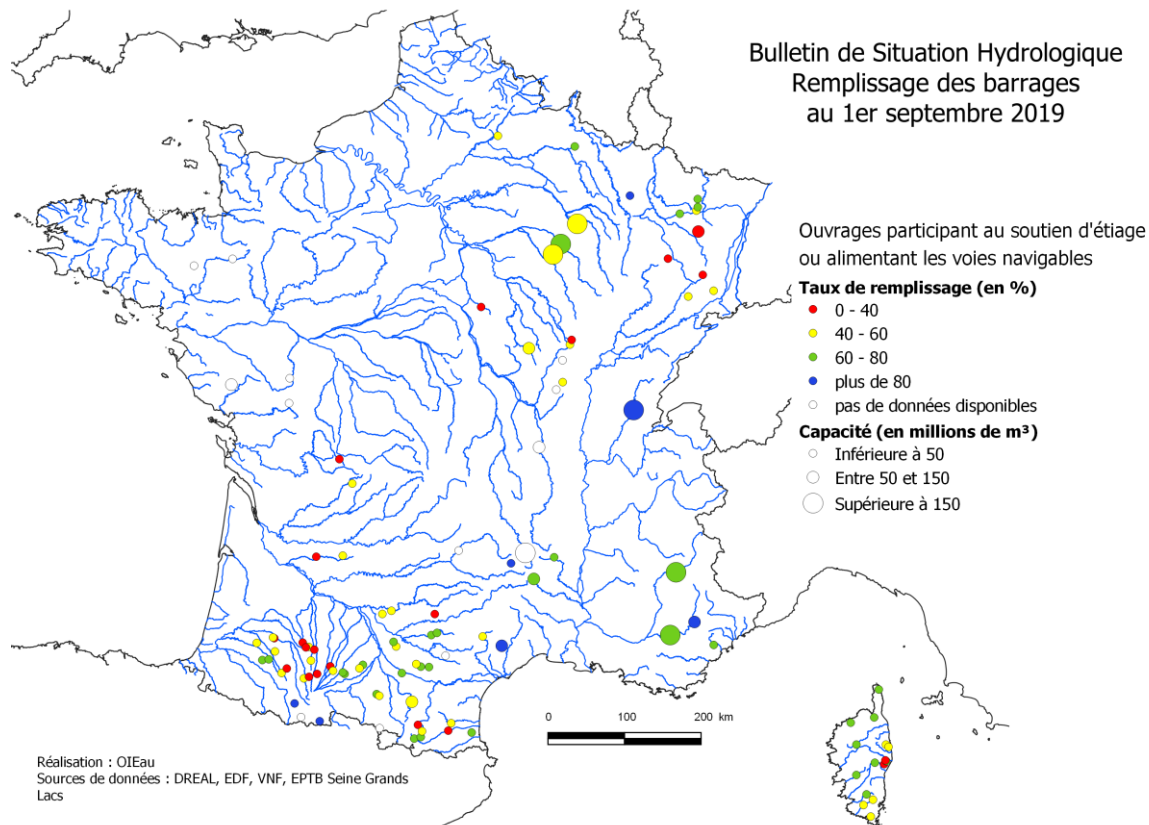 Bulletin de Situation Hydrologique
Remplissage des barrages
au 1er septembre 2019
Ouvrages participant au soutien d'étiage
ou alimentant les voies navigables
Taux de remplissage (en %)
0 - 40
40 - 60
60 - 80
plus de 80
pas de données disponibles
Capacité (en millions de m³)
Inférieure à 50
Entre 50 et 150
Supérieure à 150
0 100 200 km
Réalisation : OIEau
Sources de données : DREAL, EDF, VNF, EPTB Seine Grands
Lacs